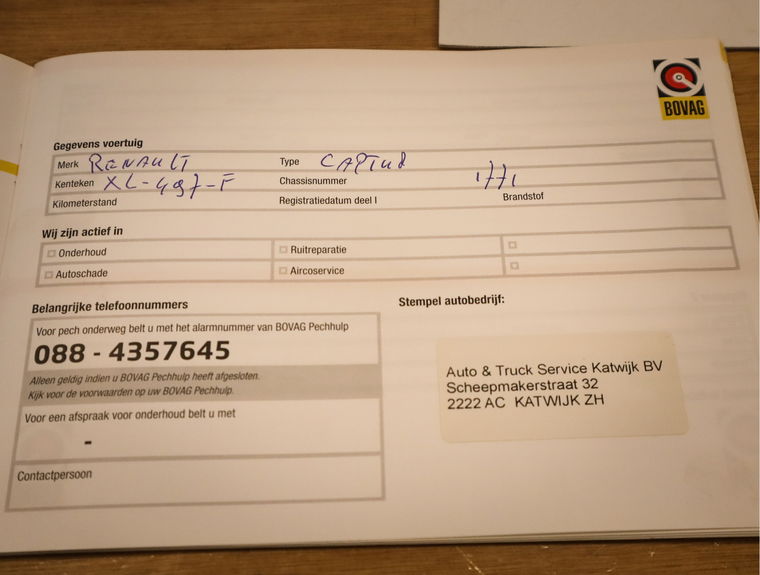 BOVAG
Gegevens voertuig
Merk RENAULT Type CAPTUR
Kenteken XL-497-F Chassisnummer 1771
Kilometerstand Registratiedatum deel I Brandstof
Wij zijn actief in
Onderhoud Ruitreparatie
Autoschade Aircoservice
Belangrijke telefoonnummers
Voor pech onderweg belt u met het alarmnummer van BOVAG Pechhulp
088 - 4357645
Alleen geldig indien u BOVAG Pechhulp heeft afgesloten.
Kijk voor de voorwaarden op uw BOVAG Pechhulp.
Voor een afspraak voor onderhoud belt u met
-
Contactpersoon
Stempel autobedrijf:
Auto & Truck Service Katwijk BV
Scheepmakerstraat 32
2222 AC KATWIJK ZH